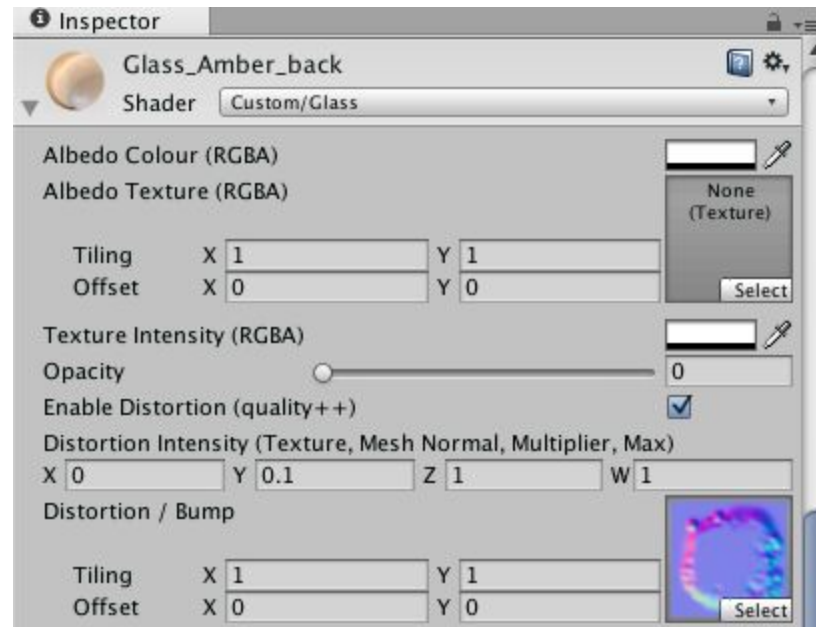 Inspector
Glass_Amber_back
Shader Custom/Glass
Albedo Colour (RGBA)
Albedo Texture (RGBA)
None
(Texture)
Tiling X 1 Y 1
Offset X 0 Y 0
Select
Texture Intensity (RGBA)
Opacity 0
Enable Distortion (quality++)
Distortion Intensity (Texture, Mesh Normal, Multiplier, Max)
X 0 Y 0.1 Z 1 W 1
Distortion / Bump
Tiling X 1 Y 1
Offset X 0 Y 0
Select